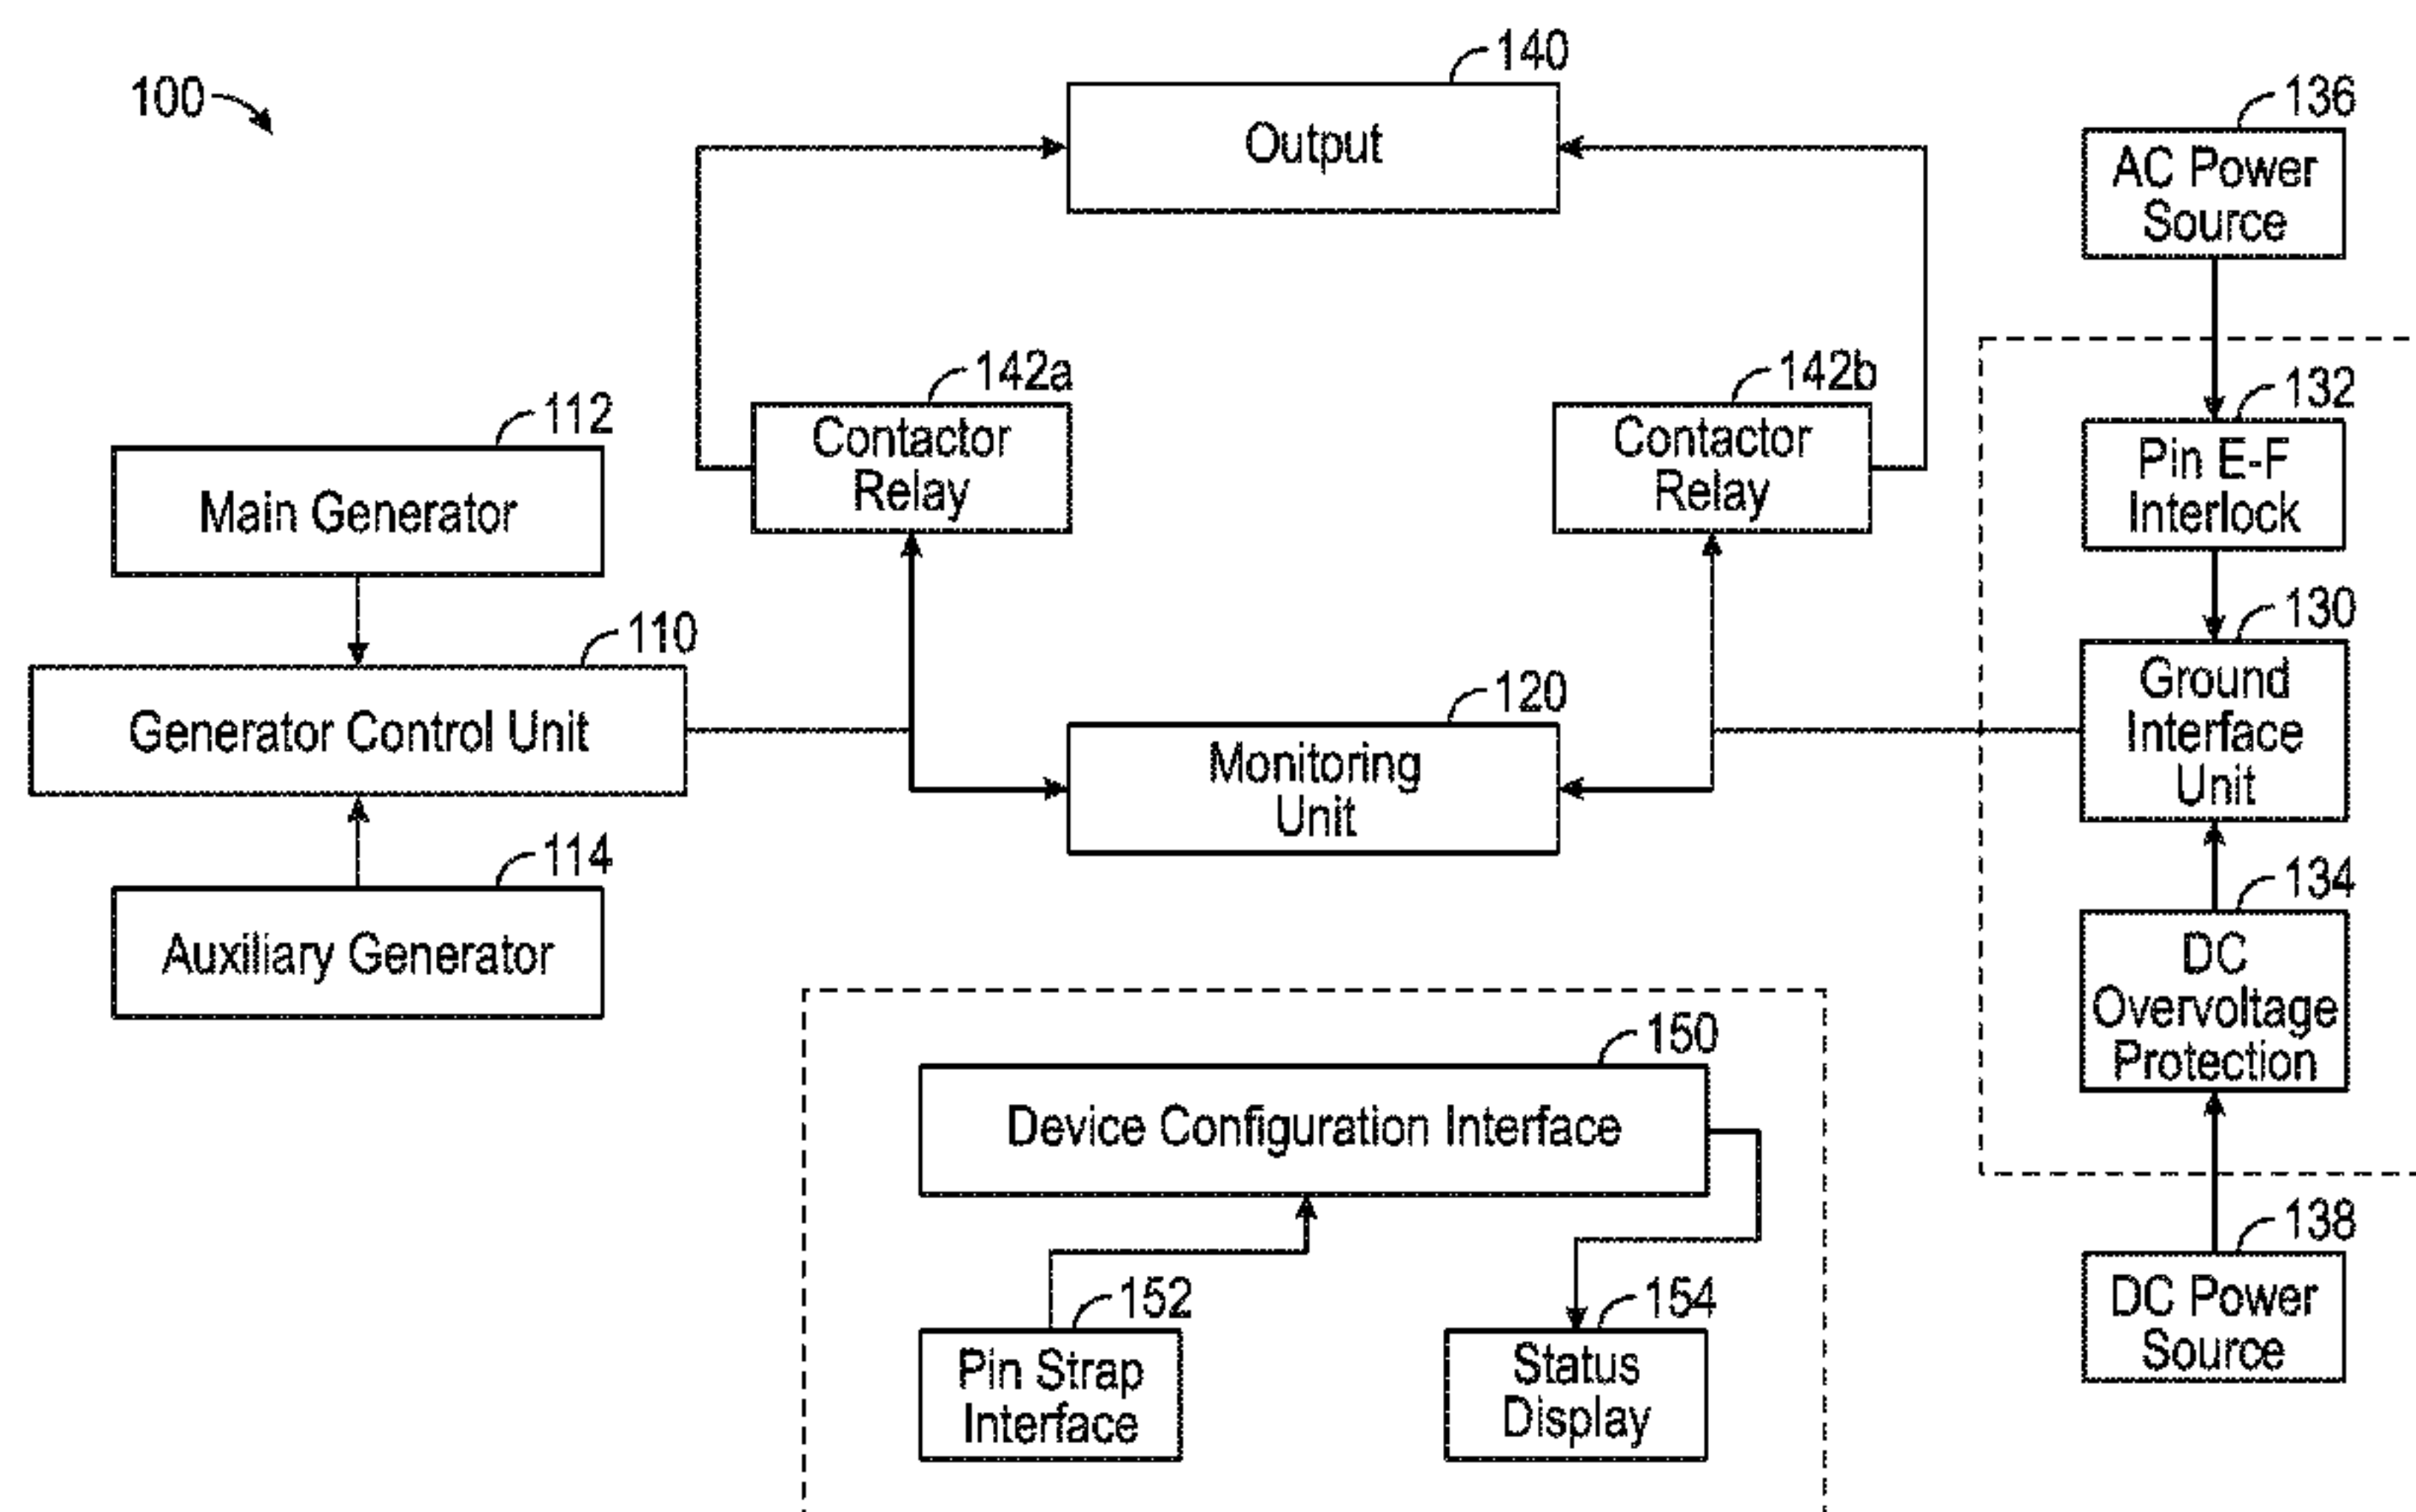 100
140
Output
136
AC Power
Source
142a
Contactor
Relay
142b
Contactor
Relay
132
Pin E-F
Interlock
112
Main Generator
110
Generator Control Unit
130
Ground
Interface
Unit
120
Monitoring
Unit
114
Auxiliary Generator
134
DC
Overvoltage
Protection
150
Device Configuration Interface
138
DC Power
Source
152
Pin Strap
Interface
154
Status
Display